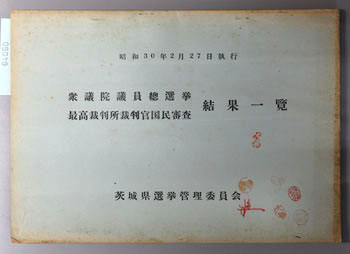 昭和30年2月27日執行
衆議院議員總選挙
最高裁判所裁判官国民審査
結果一覧
茨城県選挙管理委員会